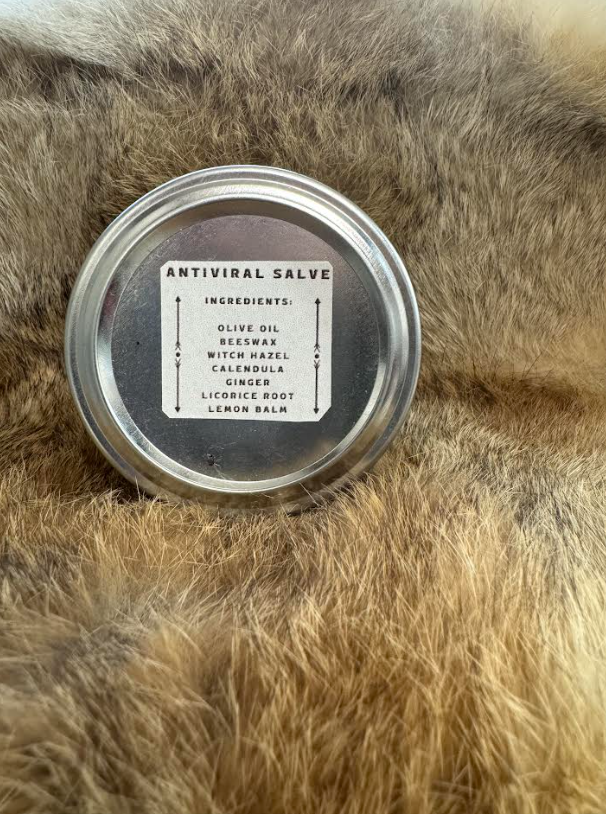 ANTIVIRAL SALVE
INGREDIENTS:
OLIVE OIL
BEESWAX
WITCH HAZEL
CALENDULA
GINGER
LICORICE ROOT
LEMON BALM